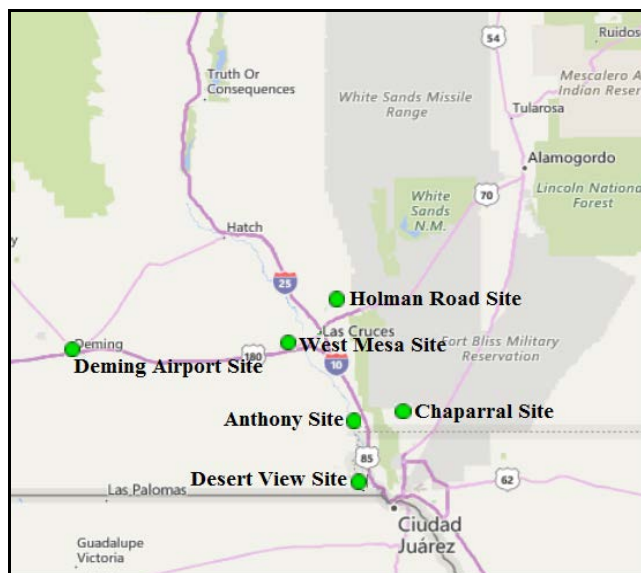 54
Ruidos
Truth Or
Consequences
White Sands Missile
Range
Mescalero A
Indian Reser
Tularosa
Alamogordo
White
Sands
N.M.
70
Lincoln National
Forest
Hatch
25
Holman Road Site
Las Cruces
West Mesa Site
Fort Bliss Military
Reservation
Deming
180
10
Deming Airport Site
Anthony Site
Chaparral Site
85
Desert View Site
62
Las Palomas
Ciudad
Juárez
Guadalupe
Victoria